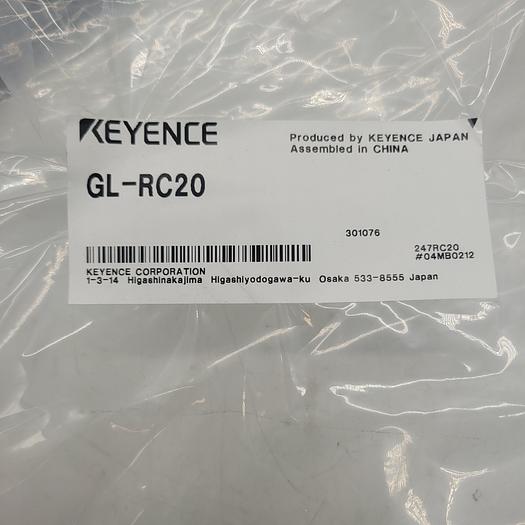 KEYENCE
Produced by KEYENCE JAPAN
Assembled in CHINA
GL-RC20
301076
247RC20
#04MB0212
KEYENCE CORPORATION
1-3-14 Higashinakajima Higashiyodogawa-ku Osaka 533-8555 Japan